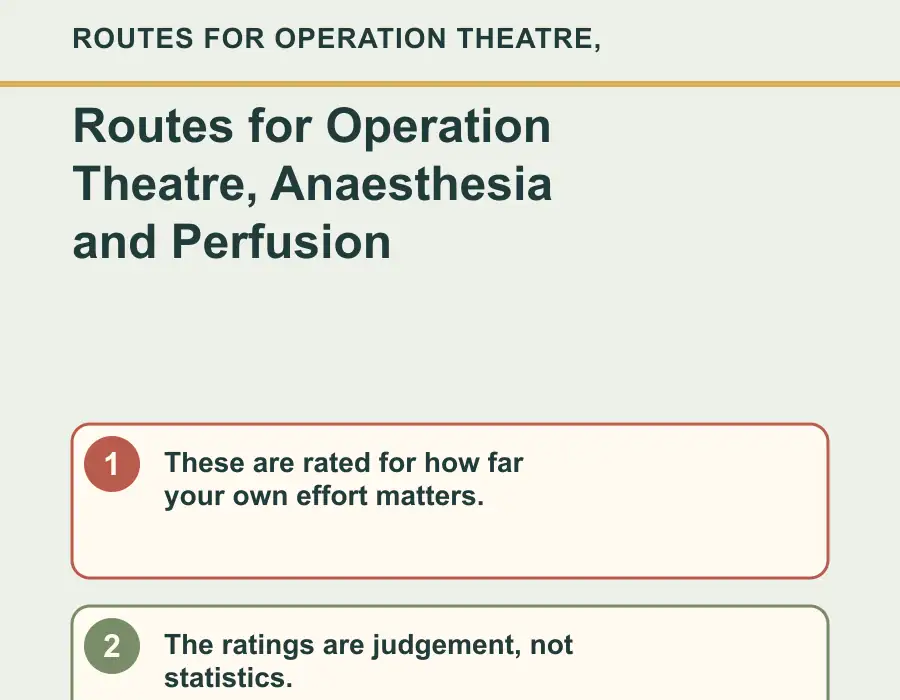 ROUTES FOR OPERATION THEATRE,
Routes for Operation
Theatre, Anaesthesia
and Perfusion
1
These are rated for how far
your own effort matters.
2
The ratings are judgement, not
statistics.